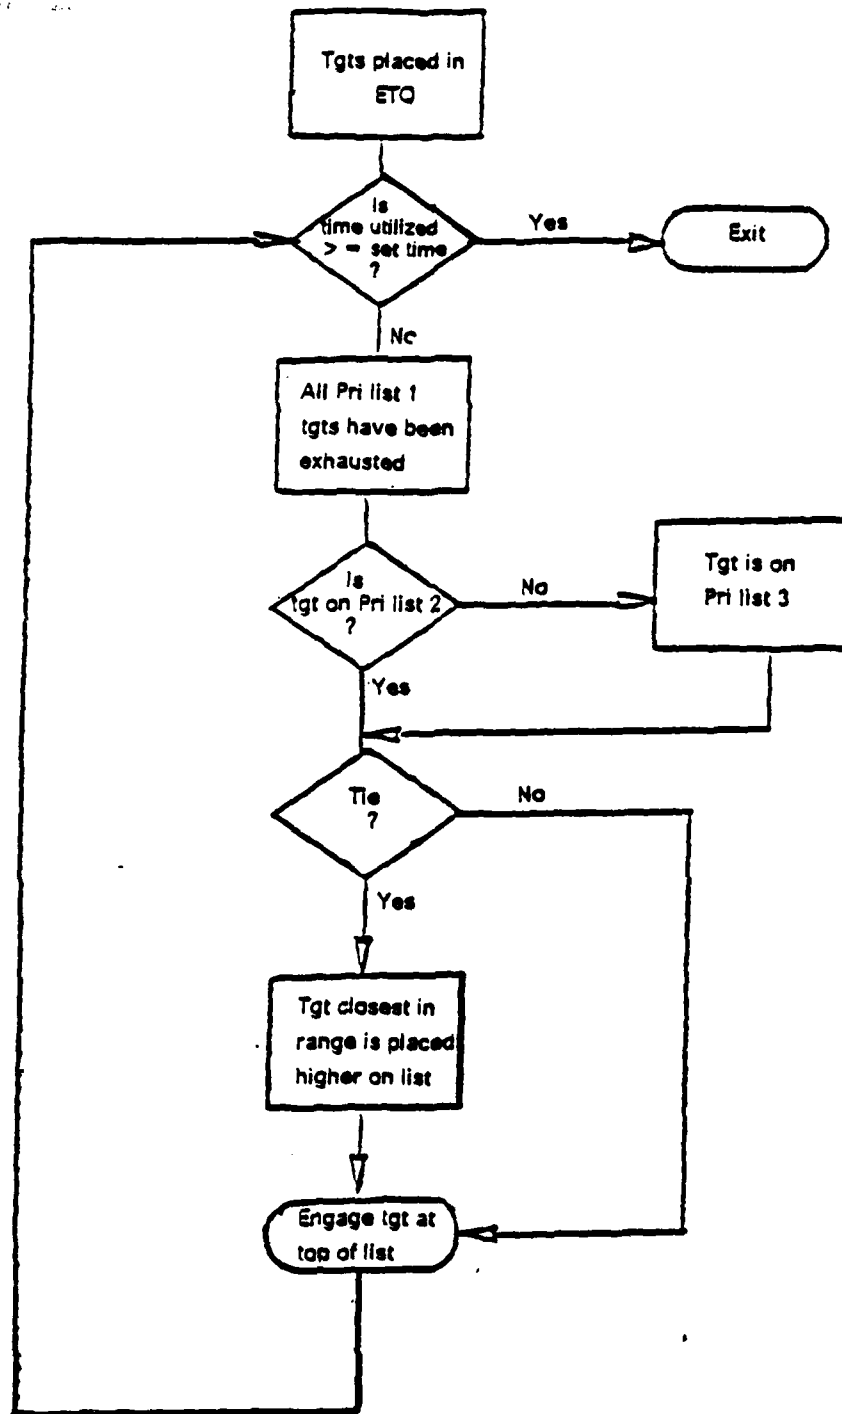 Tgts placed in
ETQ
Is
time utilized
> = set time
?
Yes
Exit
No
All Pri list 1
tgts have been
exhausted
Is
tgt on Pri list 2
?
No
Tgt is on
Pri list 3
Yes
Tie
?
No
Yes
Tgt closest in
range is placed
higher on list
Engage tgt at
top of list